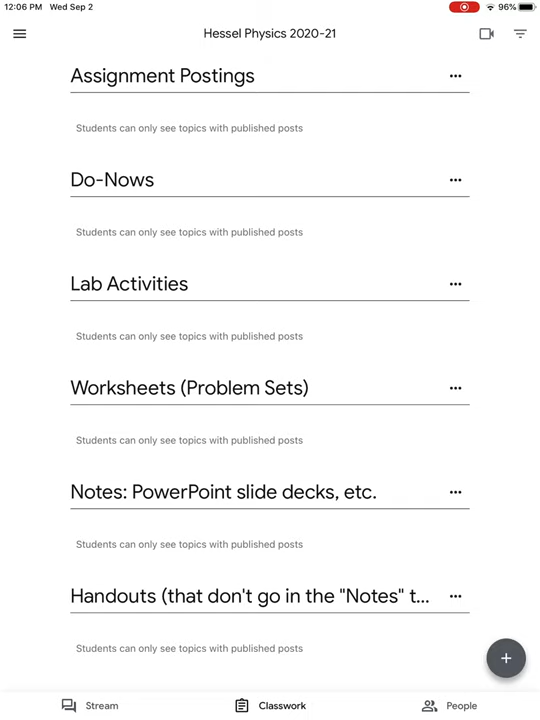 12:06 PM Wed Sep 2 96%
Hessel Physics 2020-21
Assignment Postings
Students can only see topics with published posts
Do-Nows
Students can only see topics with published posts
Lab Activities
Students can only see topics with published posts
Worksheets (Problem Sets)
Students can only see topics with published posts
Notes: PowerPoint slide decks, etc.
Students can only see topics with published posts
Handouts (that don't go in the "Notes" t...
Students can only see topics with published posts
Stream Classwork People